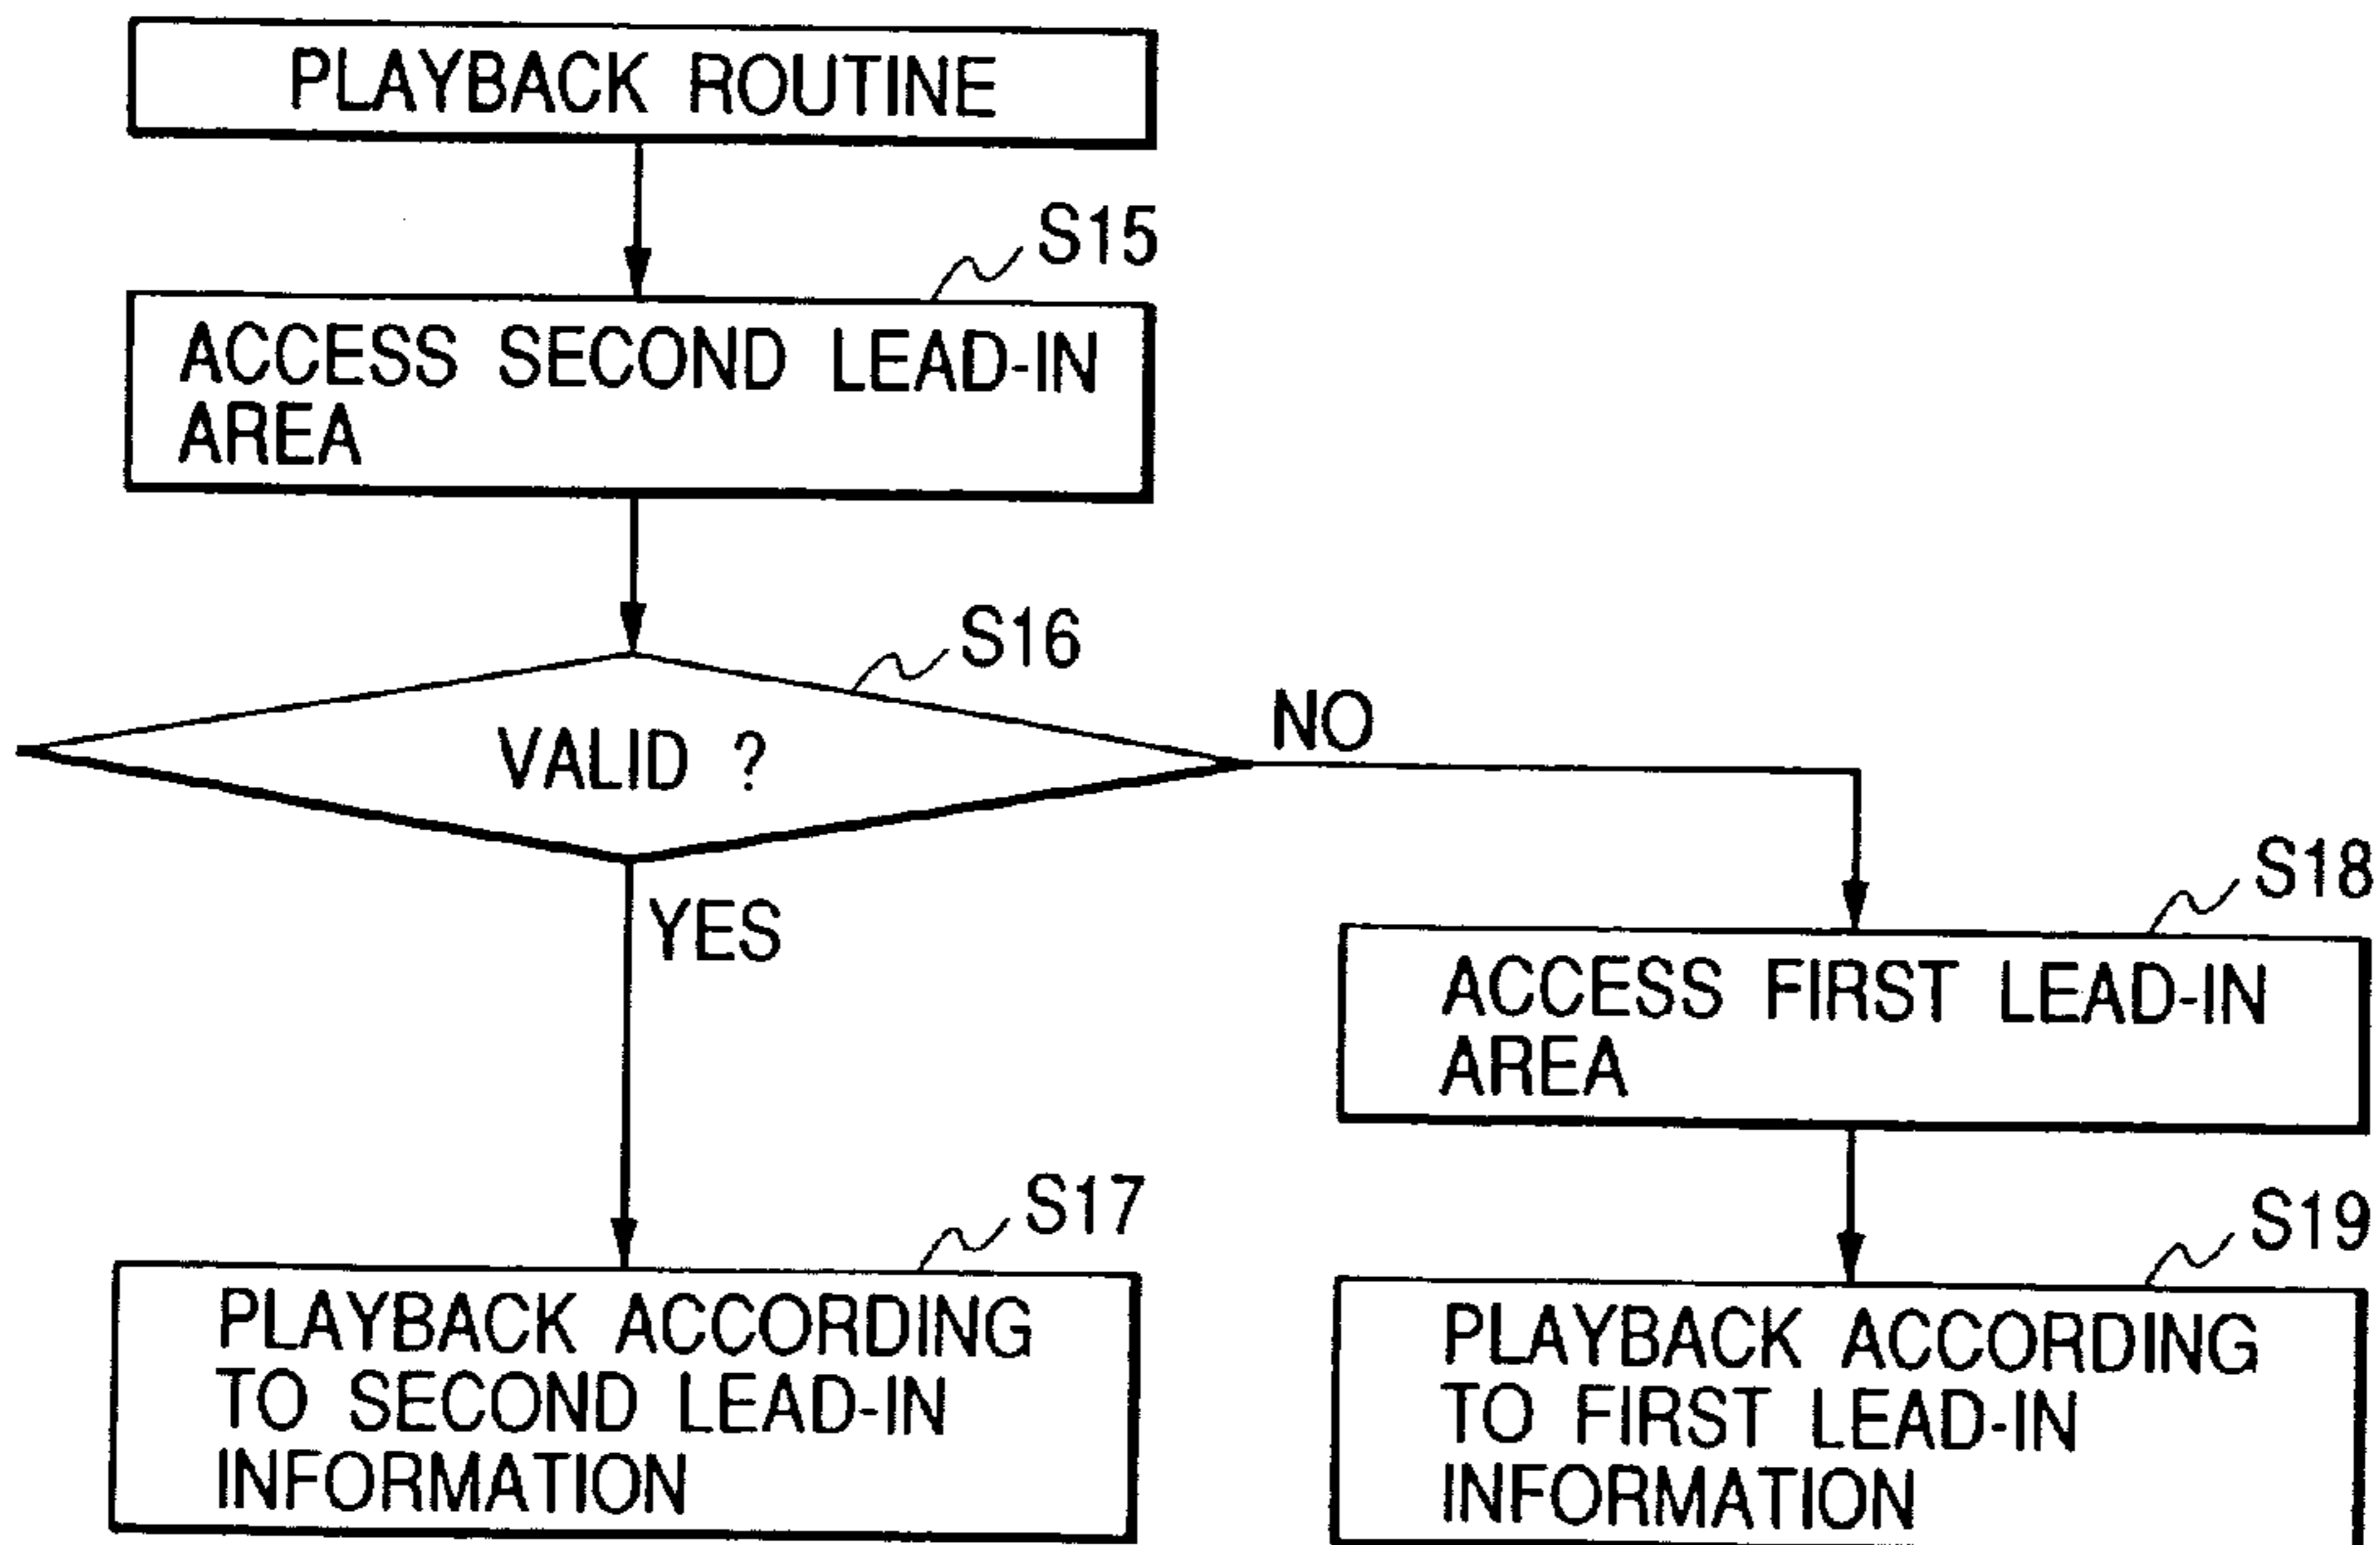 PLAYBACK ROUTINE
S15
ACCESS SECOND LEAD-IN
AREA
S16
VALID ?
NO
YES
S18
ACCESS FIRST LEAD-IN
AREA
S17
PLAYBACK ACCORDING
TO SECOND LEAD-IN
INFORMATION
S19
PLAYBACK ACCORDING
TO FIRST LEAD-IN
INFORMATION